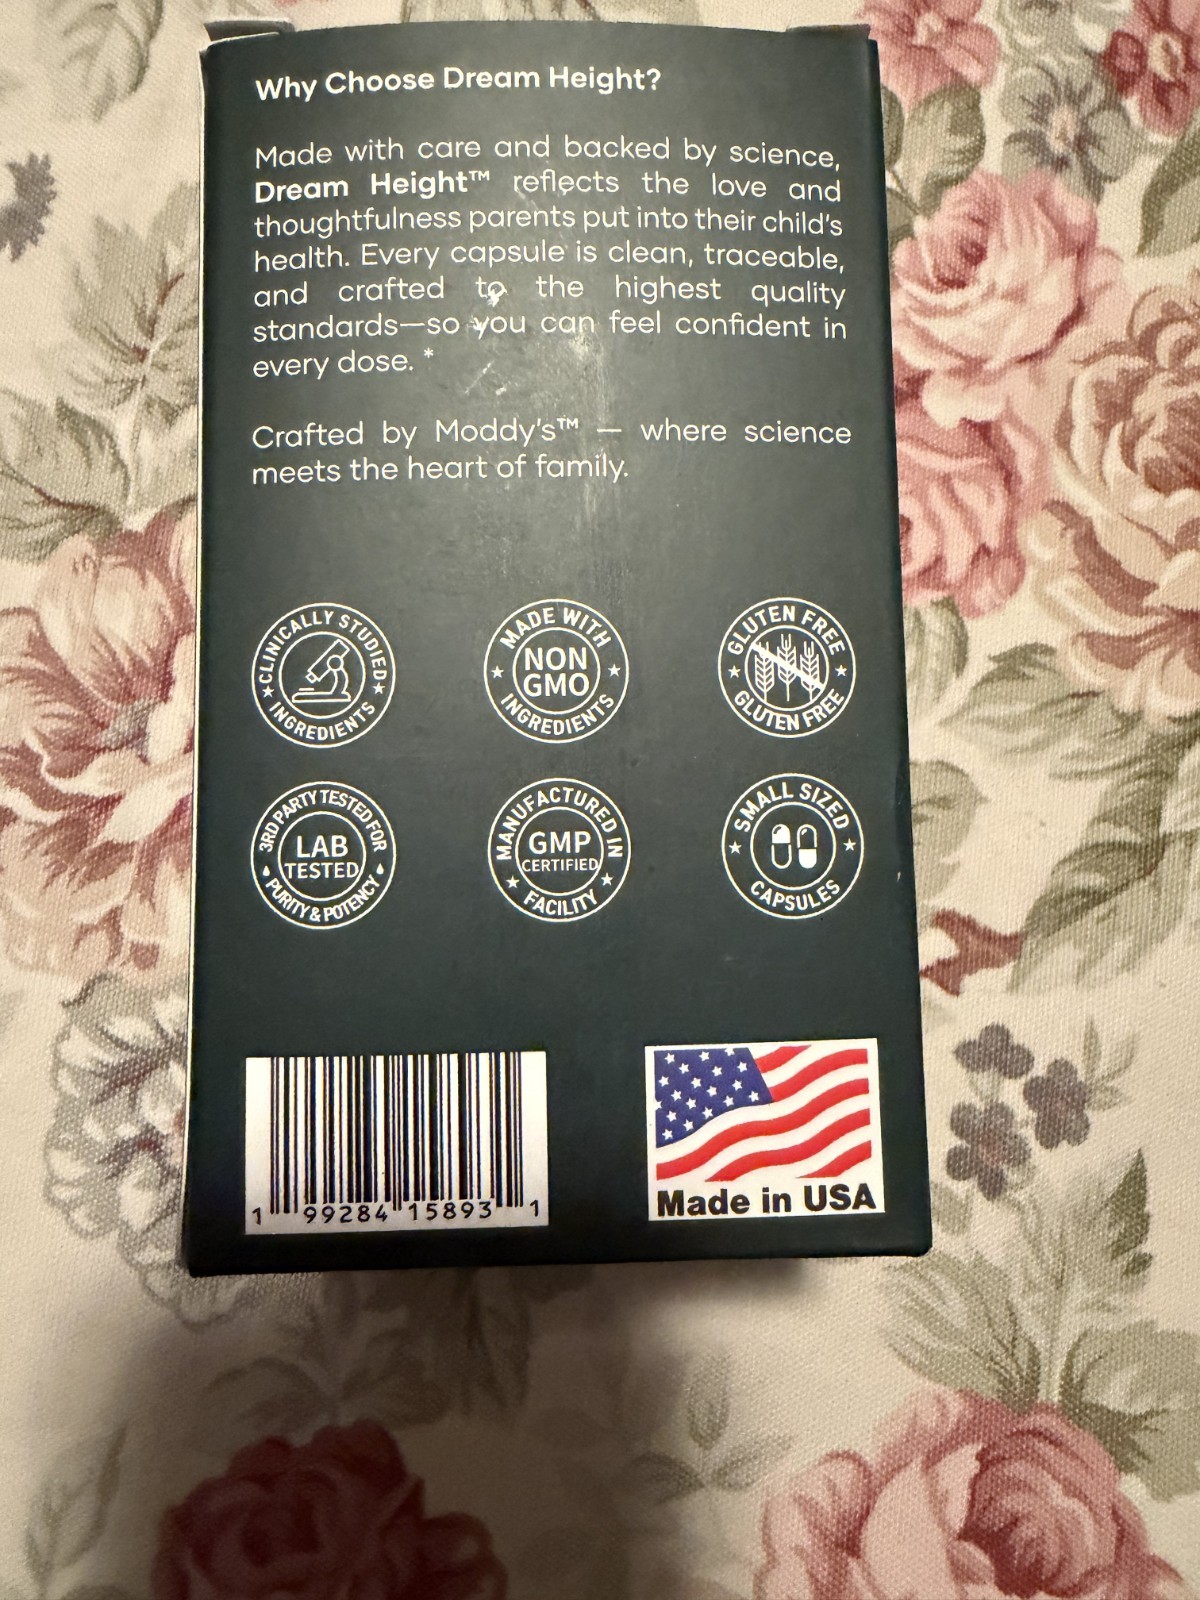 Why Choose Dream Height?
Made with care and backed by science,
Dream Height™ reflects the love and
thoughtfulness parents put into their child's
health. Every capsule is clean, traceable,
and crafted to the highest quality
standards—so you can feel confident in
every dose. *
Crafted by Moddy's™ — where science
meets the heart of family.
CLINICALLY STUDIED
INGREDIENTS
MADE WITH
NON
GMO
INGREDIENTS
GLUTEN FREE
GLUTEN FREE
3RD PARTY TESTED FOR
LAB
TESTED
PURITY & POTENCY
MANUFACTURED IN
GMP
CERTIFIED
FACILITY
SMALL SIZED
CAPSULES
1 99284 15893 1
Made in USA